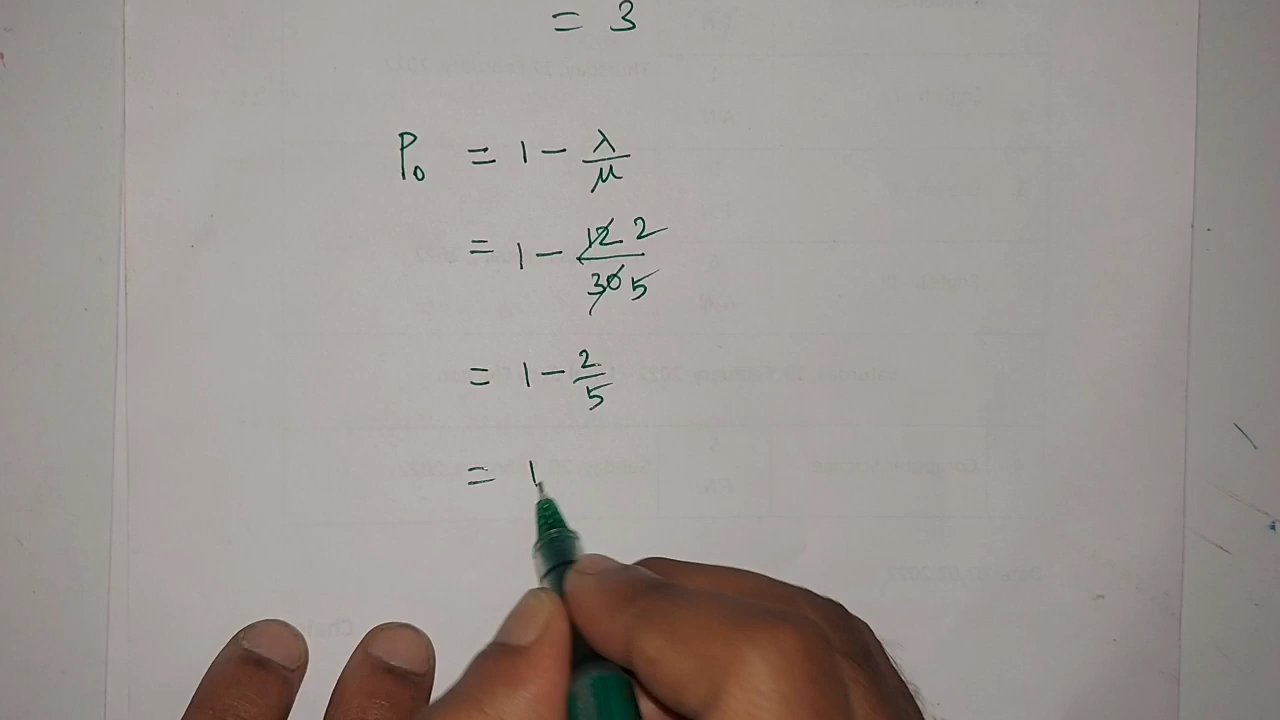 = 3
P₀ = 1 - λ/μ
= 1 - 12 2/30 5
= 1 - 2/5
= 1